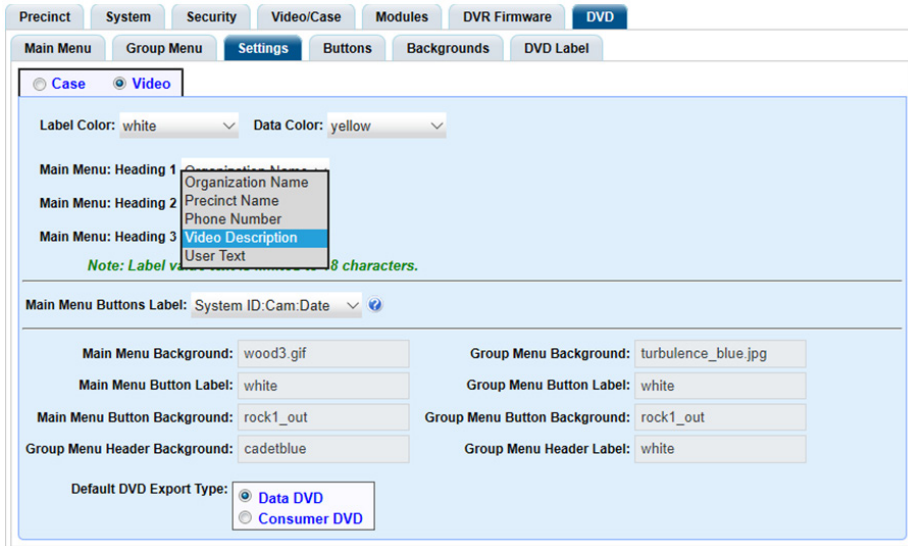 Precinct System Security Video/Case Modules DVR Firmware DVD
Main Menu Group Menu Settings Buttons Backgrounds DVD Label
Case Video
Label Color: white Data Color: yellow
Main Menu: Heading 1 Organization Name
Organization Name
Main Menu: Heading 2 Precinct Name
Phone Number
Main Menu: Heading 3 Video Description
User Text
Note: Label va 8 characters.
Main Menu Buttons Label: System ID:Cam:Date ?
Main Menu Background: wood3.gif Group Menu Background: turbulence_blue.jpg
Main Menu Button Label: white Group Menu Button Label: white
Main Menu Button Background: rock1_out Group Menu Button Background: rock1_out
Group Menu Header Background: cadetblue Group Menu Header Label: white
Default DVD Export Type: Data DVD
Consumer DVD